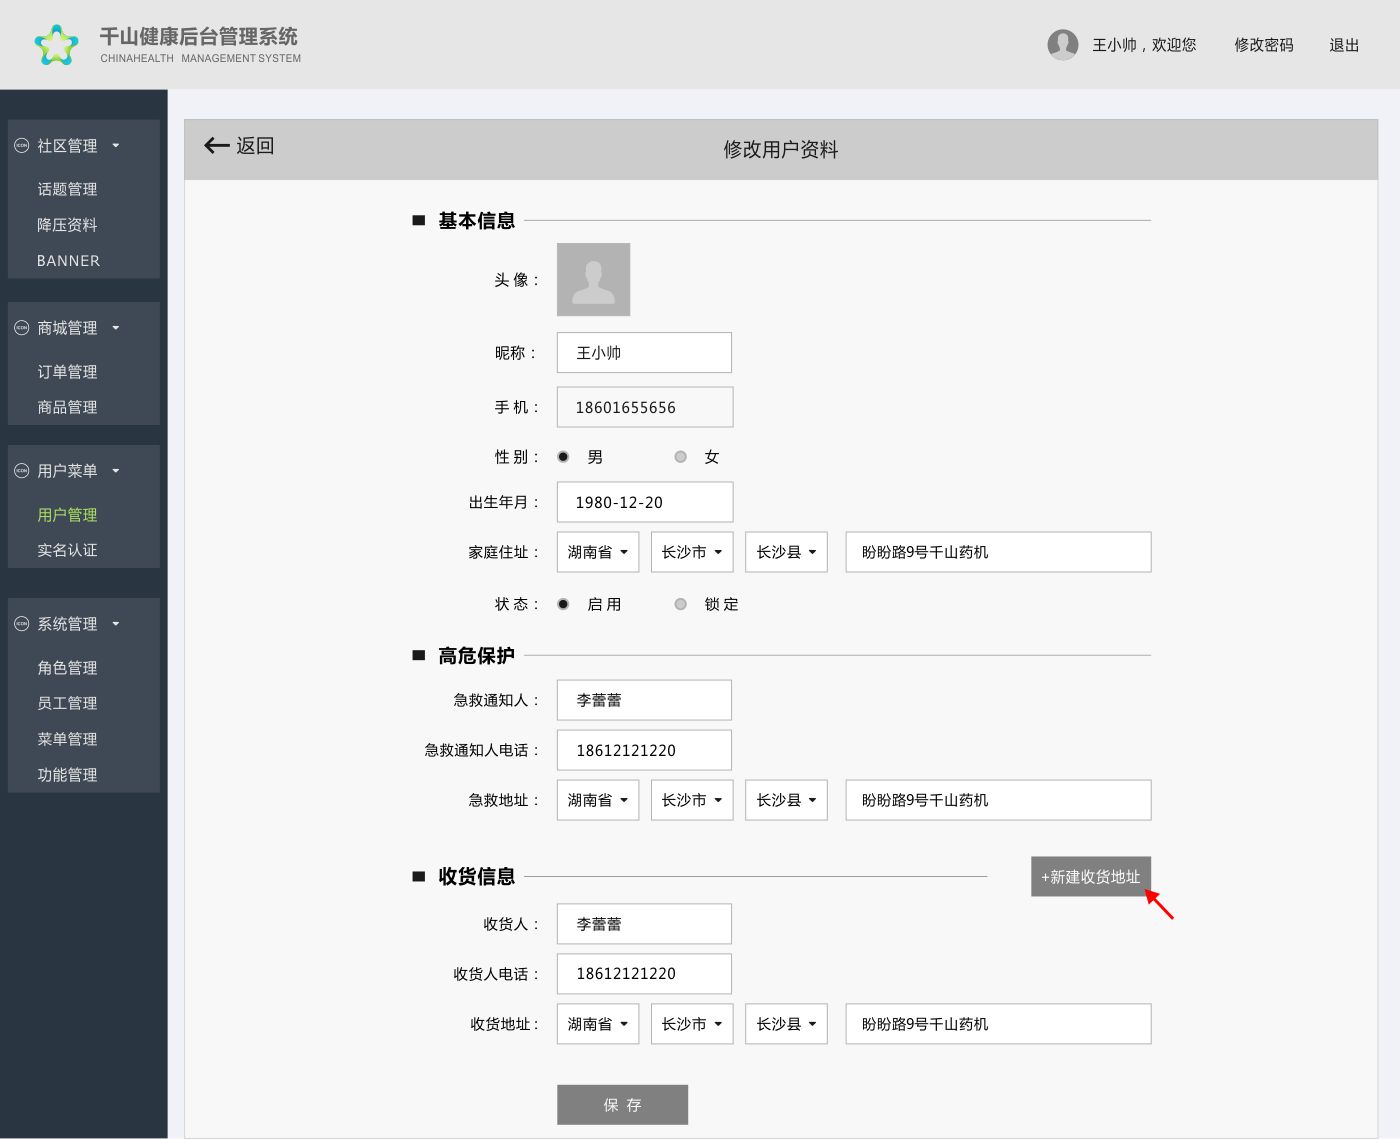 千山健康后台管理系统
CHINAHEALTH MANAGEMENT SYSTEM
王小帅，欢迎您 修改密码 退出
社区管理
话题管理
降压资料
BANNER
商城管理
订单管理
商品管理
用户菜单
用户管理
实名认证
系统管理
角色管理
员工管理
菜单管理
功能管理
返回
修改用户资料
基本信息
头 像：
昵称： 王小帅
手 机： 18601655656
性 别： 男 女
出生年月： 1980-12-20
家庭住址： 湖南省 长沙市 长沙县 盼盼路9号千山药机
状 态： 启 用 锁 定
高危保护
急救通知人： 李蕾蕾
急救通知人电话： 18612121220
急救地址： 湖南省 长沙市 长沙县 盼盼路9号千山药机
收货信息 +新建收货地址
收货人： 李蕾蕾
收货人电话： 18612121220
收货地址: 湖南省 长沙市 长沙县 盼盼路9号千山药机
保 存